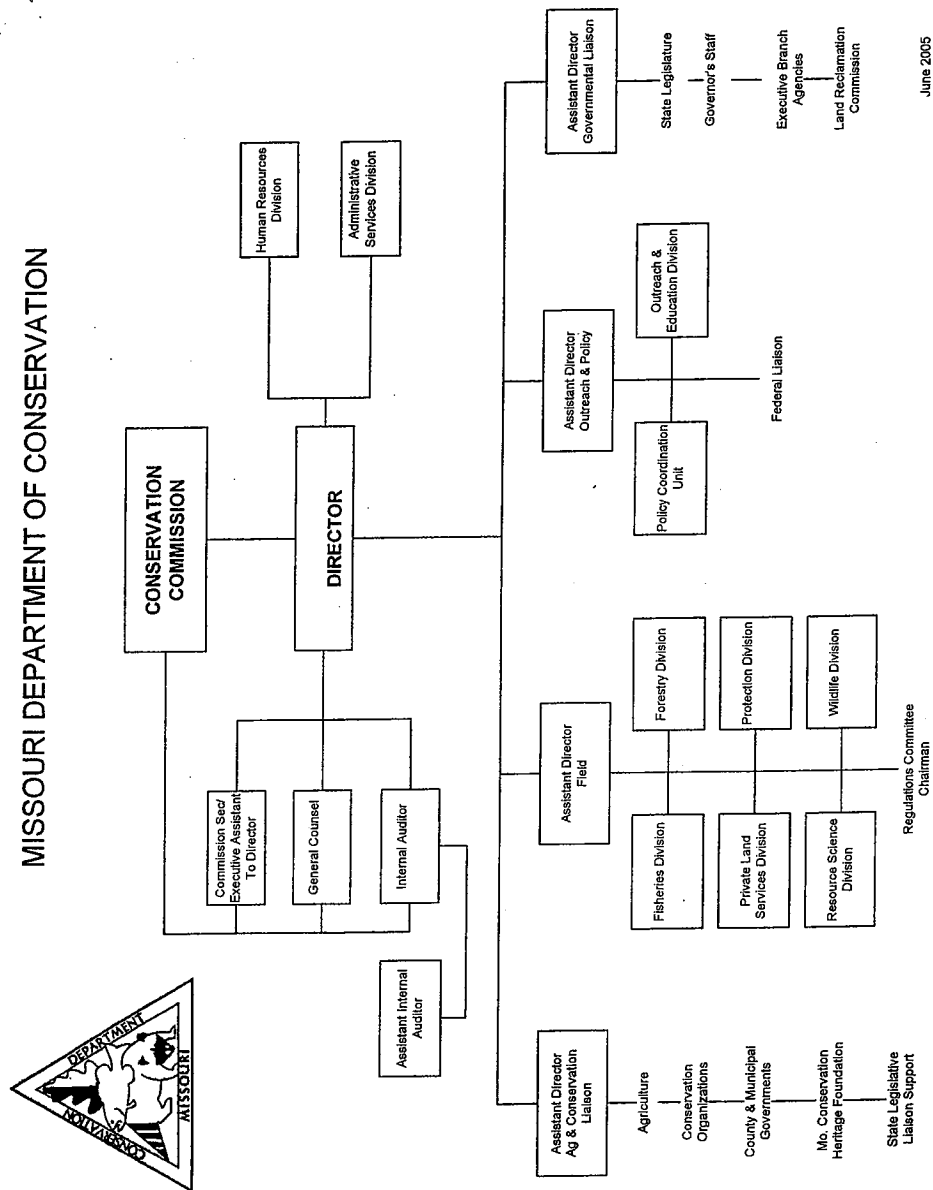 MISSOURI DEPARTMENT OF CONSERVATION
CONSERVATION
DEPARTMENT
MISSOURI
CONSERVATION
COMMISSION
DIRECTOR
Human Resources
Division
Administrative
Services Division
Commission Sec/
Executive Assistant
To Director
General Counsel
Internal Auditor
Assistant Internal
Auditor
Assistant Director
Ag & Conservation
Liaison
Agriculture
Conservation
Organizations
County & Municipal
Governments
Mo. Conservation
Heritage Foundation
State Legislative
Liaison Support
Assistant Director
Field
Fisheries Division
Forestry Division
Private Land
Services Division
Protection Division
Resource Science
Division
Wildlife Division
Regulations Committee
Chairman
Assistant Director
Outreach & Policy
Policy Coordination
Unit
Outreach &
Education Division
Federal Liaison
Assistant Director
Governmental Liaison
State Legislature
Governor's Staff
Executive Branch
Agencies
Land Reclamation
Commission
June 2005